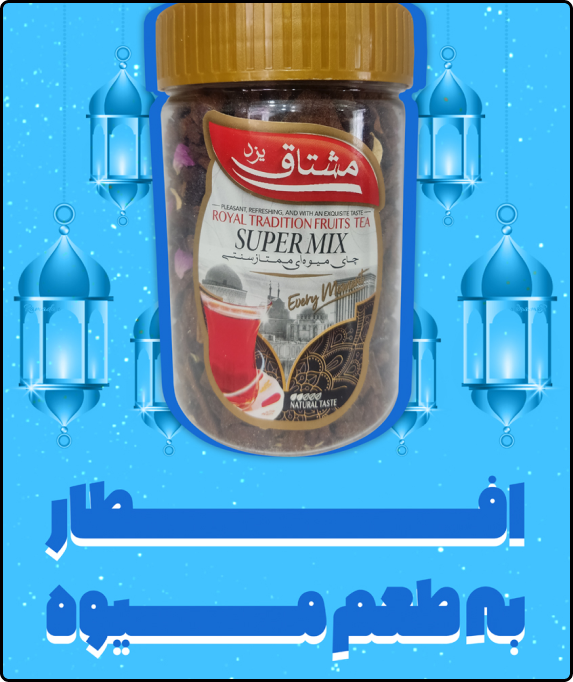 مشتاق
یزد
PLEASANT, REFRESHING, AND WITH AN EXQUISITE TASTE
ROYAL TRADITION FRUITS TEA
SUPER MIX
چای میوه‌ای ممتاز سنتی
Every
NATURAL TASTE
افطار
به طعم میوه